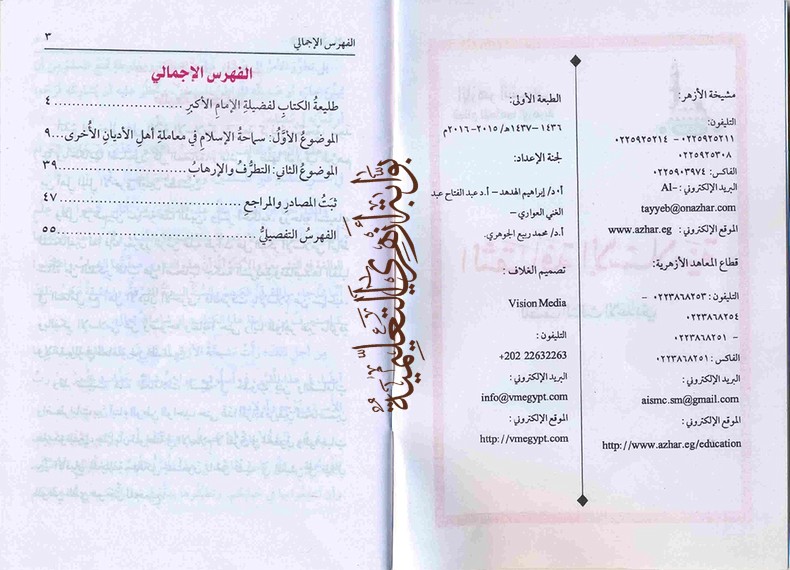 مشيخة الأزهر:
التليفون:
٠٢٢٥٩٢٥٢١١ – ٠٢٢٥٩٢٥٢١٤
٠٢٢٥٩٢٥٣٠٨
الفاكس: ٠٢٢٥٩٠٣٩٧٤
البريد الإلكتروني: Al-
tayyeb@onazhar.com
الموقع الإلكتروني: www.azhar.eg
قطاع المعاهد الأزهرية:
التليفون: ٠٢٢٣٨٦٨٢٥٣ –
٠٢٢٣٨٦٨٢٥٤
– ٠٢٢٣٨٦٨٢٥١
الفاكس: ٠٢٢٣٨٦٨٢٥١
البريد الإلكتروني:
aismc.sm@gmail.com
الموقع الإلكتروني:
http://www.azhar.eg/education
الطبعة الأولى:
١٤٣٦–١٤٣٧هـ/ ٢٠١٥–٢٠١٦م
لجنة الإعداد:
أ.د/ إبراهيم الهدهد – أ.د عبد الفتاح عبد
الغني العواري –
أ.د/ محمد ربيع الجوهري
تصميم الغلاف:
Vision Media
التليفون:
+202 22632263
البريد الإلكتروني:
info@vmegypt.com
الموقع الإلكتروني:
http://vmegypt.com
بوابة أزهري التعليمية
الفهرس الإجمالي ٣
الفهرس الإجمالي
طليعةُ الكتابِ لفضيلةِ الإمامِ الأكبرِ ........................ ٤
الموضوعُ الأوَّلُ: سماحةُ الإسلامِ في معاملةِ أهلِ الأديانِ الأُخرى... ٩
الموضوعُ الثاني: التطرُّفُ والإرهابُ ........................ ٣٩
ثبَتُ المصادرِ والمراجعِ ........................ ٤٧
الفهرسُ التفصيليُّ ........................ ٥٥